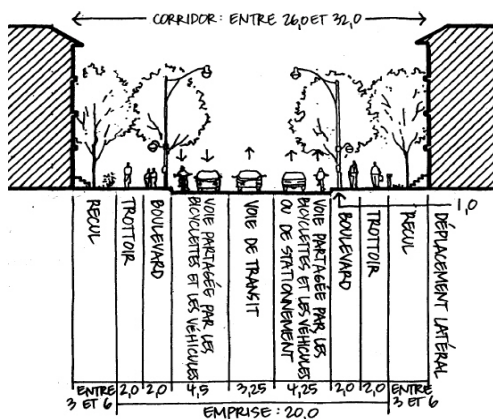 CORRIDOR: ENTRE 26,0 ET 32,0
1,0
RECUL
TROTTOIR
BOULEVARD
VOIE PARTAGÉE PAR LES
BICYCLETTES ET LES VÉHICULES
VOIE DE TRANSIT
VOIE PARTAGÉE PAR LES
BICYCLETTES ET LES VÉHICULES
OU DE STATIONNEMENT
BOULEVARD
TROTTOIR
RECUL
DÉPLACEMENT LATÉRAL
ENTRE
3 ET 6
2,0
2,0
4,5
3,25
4,25
2,0
2,0
ENTRE
3 ET 6
EMPRISE: 20,0